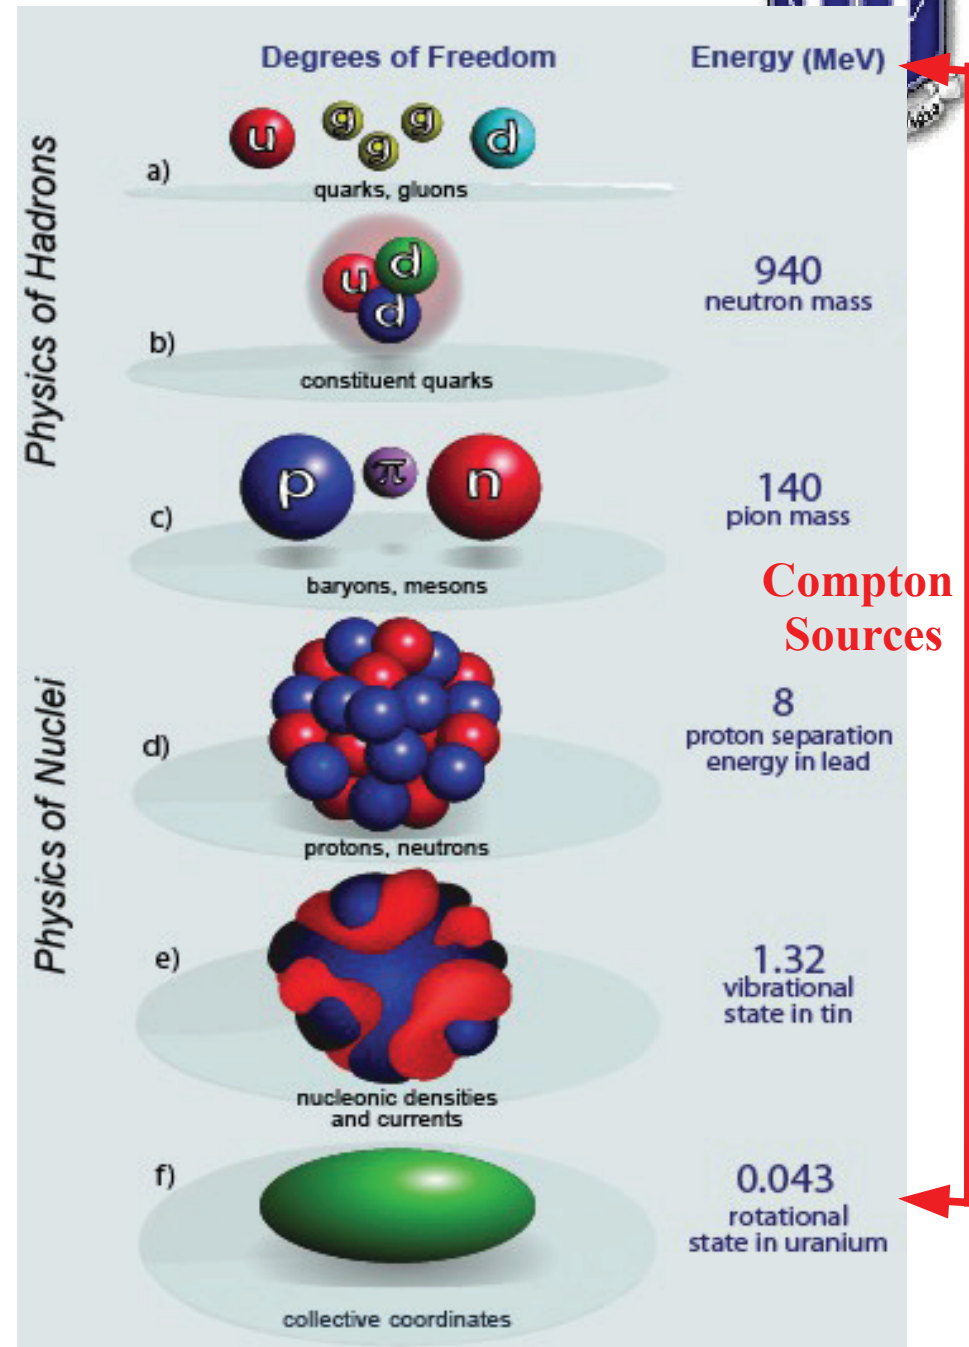 Degrees of Freedom
Energy (MeV)
Physics of Hadrons
u
g
g
g
d
a)
quarks, gluons
u
d
d
b)
constituent quarks
940
neutron mass
p
π
n
c)
baryons, mesons
140
pion mass
Compton
Sources
Physics of Nuclei
d)
protons, neutrons
8
proton separation
energy in lead
e)
nucleonic densities
and currents
1.32
vibrational
state in tin
f)
collective coordinates
0.043
rotational
state in uranium